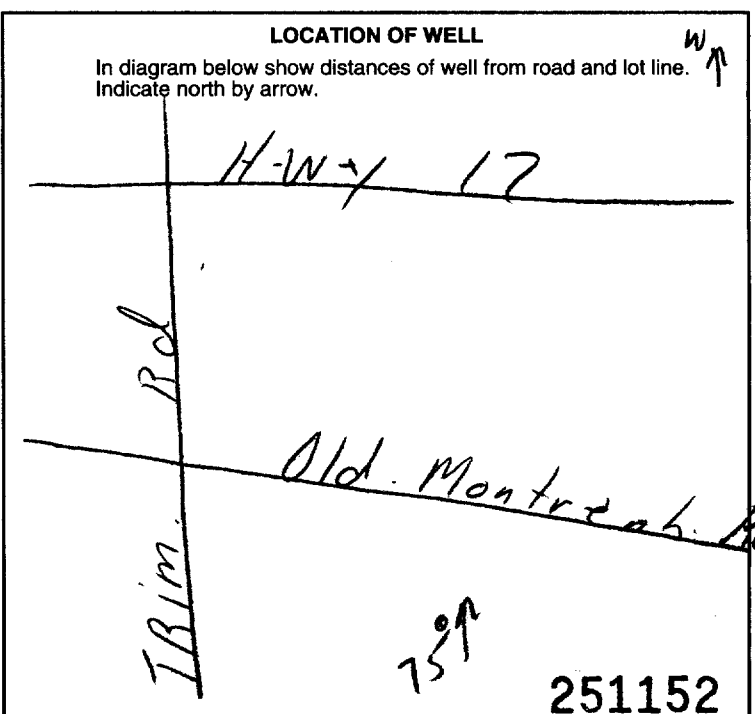 LOCATION OF WELL
In diagram below show distances of well from road and lot line.
Indicate north by arrow.
H-Wy 17
Rd
Old. Montreal.
TRim.
75°
251152